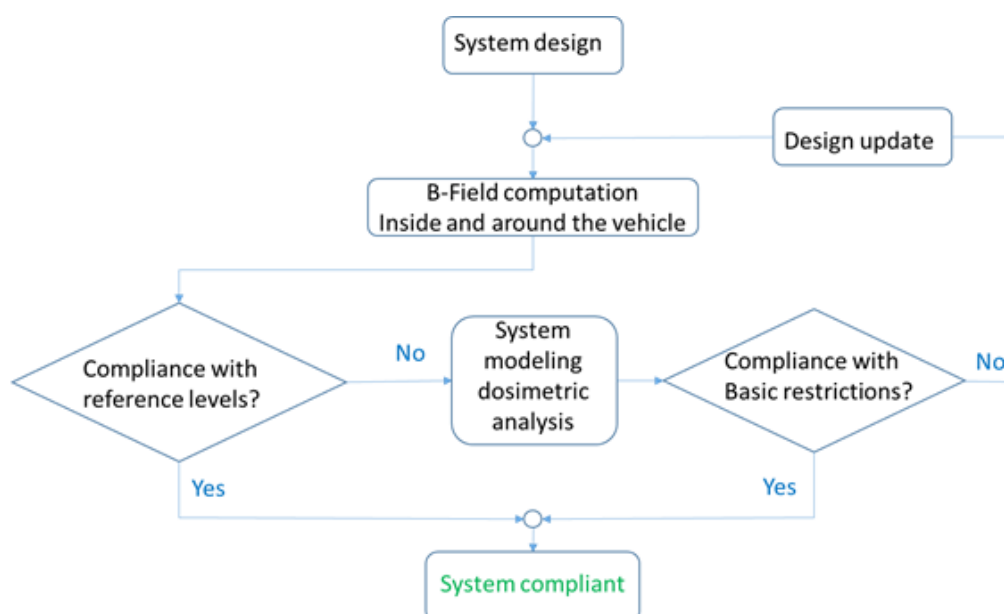 System design
Design update
B-Field computation
Inside and around the vehicle
Compliance with
reference levels?
No
System
modeling
dosimetric
analysis
Compliance with
Basic restrictions?
No
Yes
Yes
System compliant